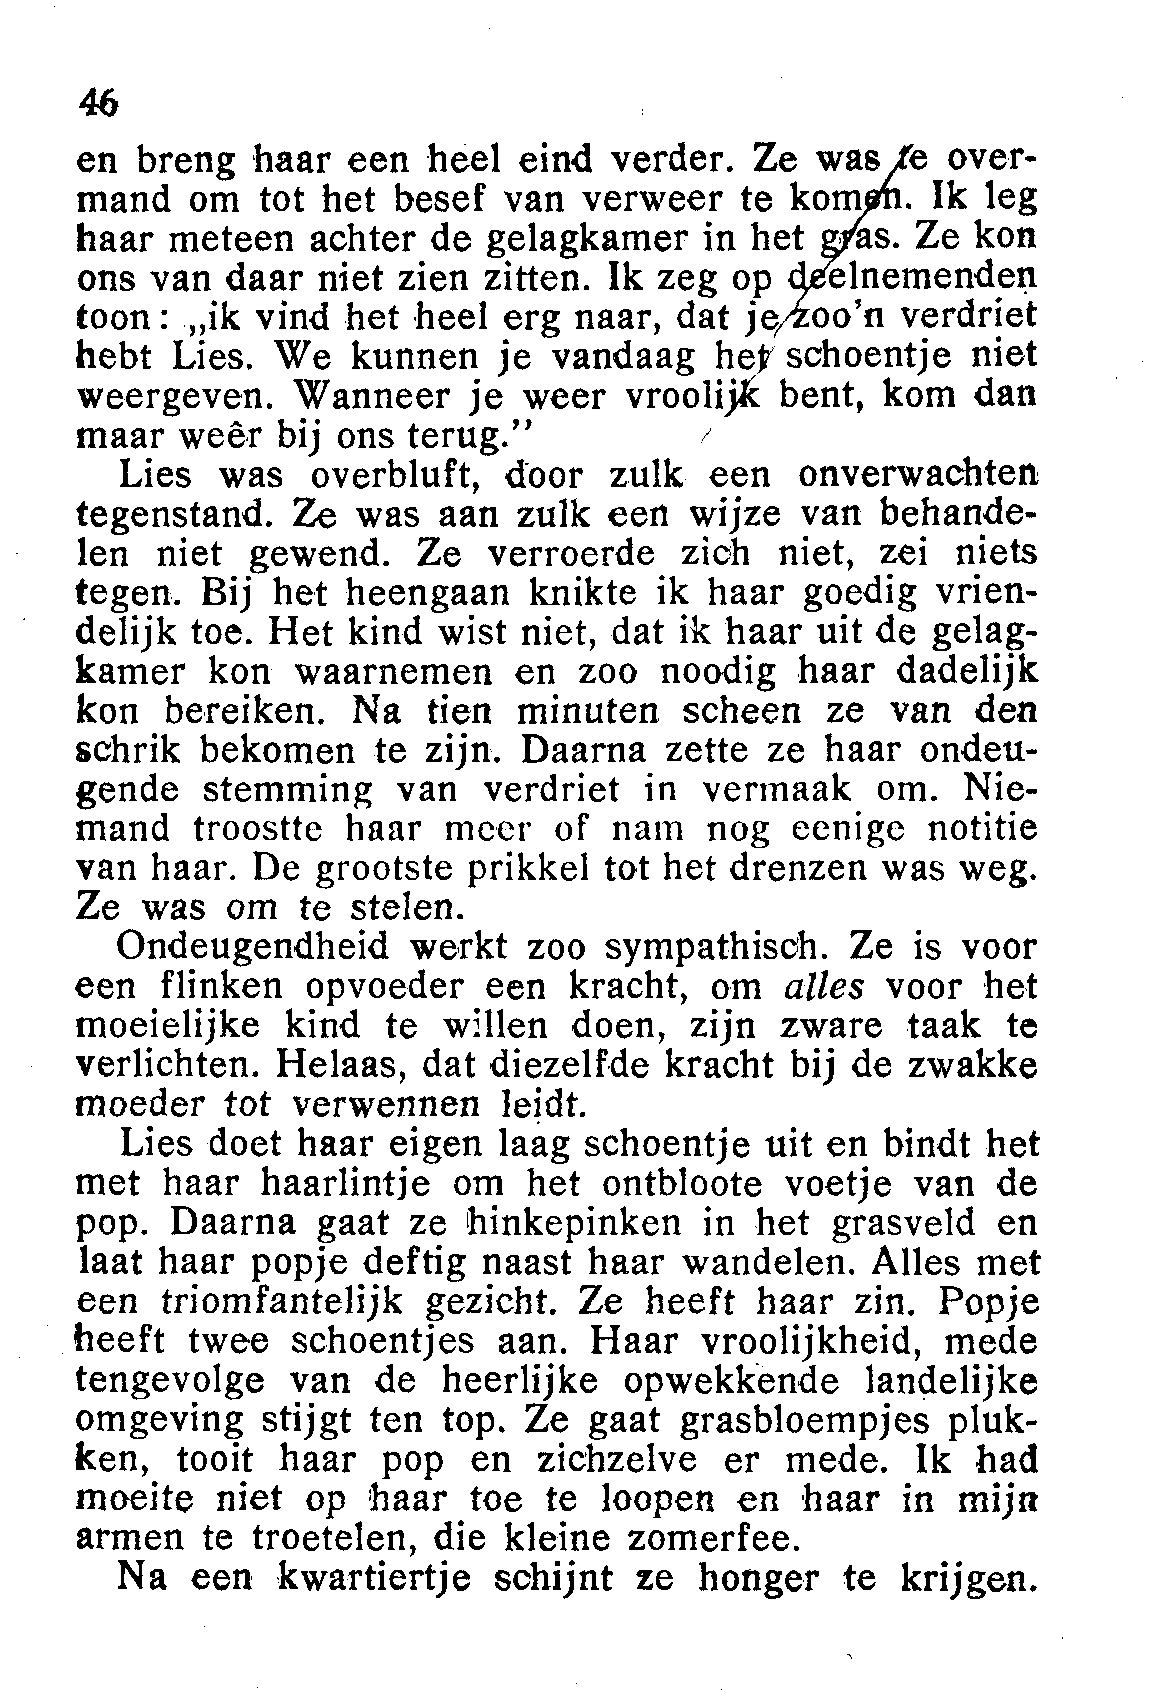 46
en breng haar een heel eind verder. Ze was te over-
mand om tot het besef van verweer te komen. Ik leg
haar meteen achter de gelagkamer in het gras. Ze kon
ons van daar niet zien zitten. Ik zeg op deelnemenden
toon: „ik vind het heel erg naar, dat je zoo'n verdriet
hebt Lies. We kunnen je vandaag het schoentje niet
weergeven. Wanneer je weer vroolijk bent, kom dan
maar weêr bij ons terug.”
Lies was overbluft, door zulk een onverwachten
tegenstand. Ze was aan zulk een wijze van behande-
len niet gewend. Ze verroerde zich niet, zei niets
tegen. Bij het heengaan knikte ik haar goedig vrien-
delijk toe. Het kind wist niet, dat ik haar uit de gelag-
kamer kon waarnemen en zoo noodig haar dadelijk
kon bereiken. Na tien minuten scheen ze van den
schrik bekomen te zijn. Daarna zette ze haar ondeu-
gende stemming van verdriet in vermaak om. Nie-
mand troostte haar meer of nam nog eenige notitie
van haar. De grootste prikkel tot het drenzen was weg.
Ze was om te stelen.
Ondeugendheid werkt zoo sympathisch. Ze is voor
een flinken opvoeder een kracht, om alles voor het
moeielijke kind te willen doen, zijn zware taak te
verlichten. Helaas, dat diezelfde kracht bij de zwakke
moeder tot verwennen leidt.
Lies doet haar eigen laag schoentje uit en bindt het
met haar haarlintje om het ontbloote voetje van de
pop. Daarna gaat ze hinkepinken in het grasveld en
laat haar popje deftig naast haar wandelen. Alles met
een triomfantelijk gezicht. Ze heeft haar zin. Popje
heeft twee schoentjes aan. Haar vroolijkheid, mede
tengevolge van de heerlijke opwekkende landelijke
omgeving stijgt ten top. Ze gaat grasbloempjes pluk-
ken, tooit haar pop en zichzelve er mede. Ik had
moeite niet op haar toe te loopen en haar in mijn
armen te troetelen, die kleine zomerfee.
Na een kwartiertje schijnt ze honger te krijgen.